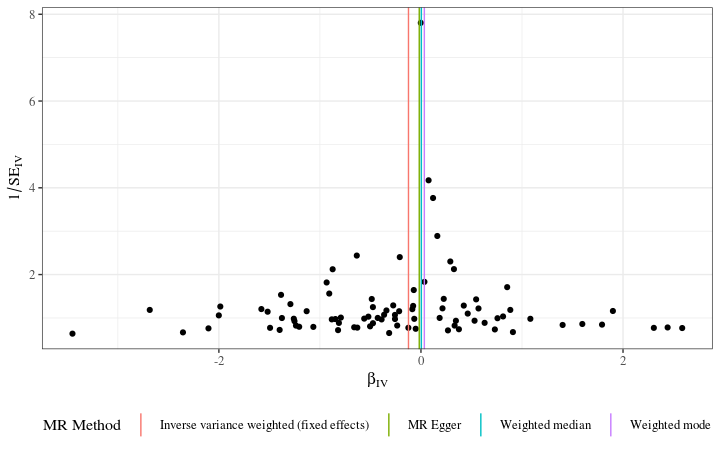 8
6
4
2
1/SE_IV
-2
0
2
β_IV
MR Method
Inverse variance weighted (fixed effects)
MR Egger
Weighted median
Weighted mode